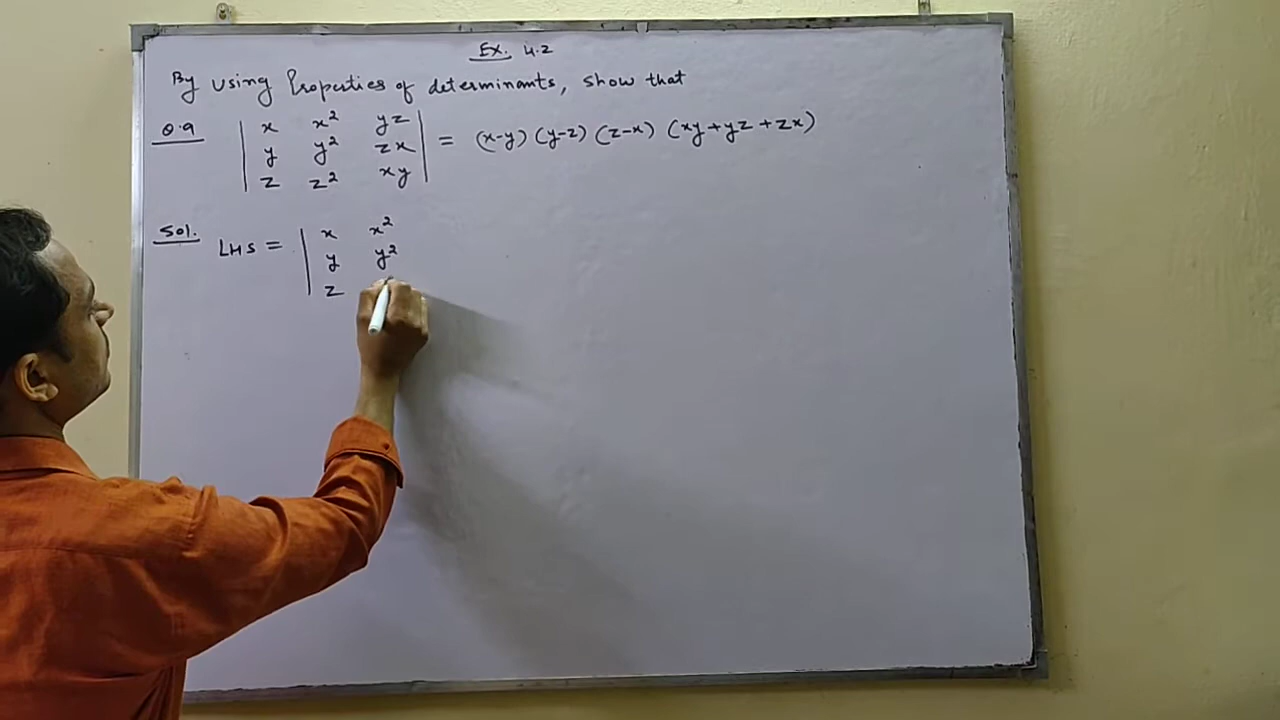 Ex. 4.2
By using Properties of determinants, show that
Q.9 | x x² yz |
| y y² zx | = (x-y) (y-z) (z-x) (xy+yz+zx)
| z z² xy |
Sol. LHS = | x x²
| y y²
| z